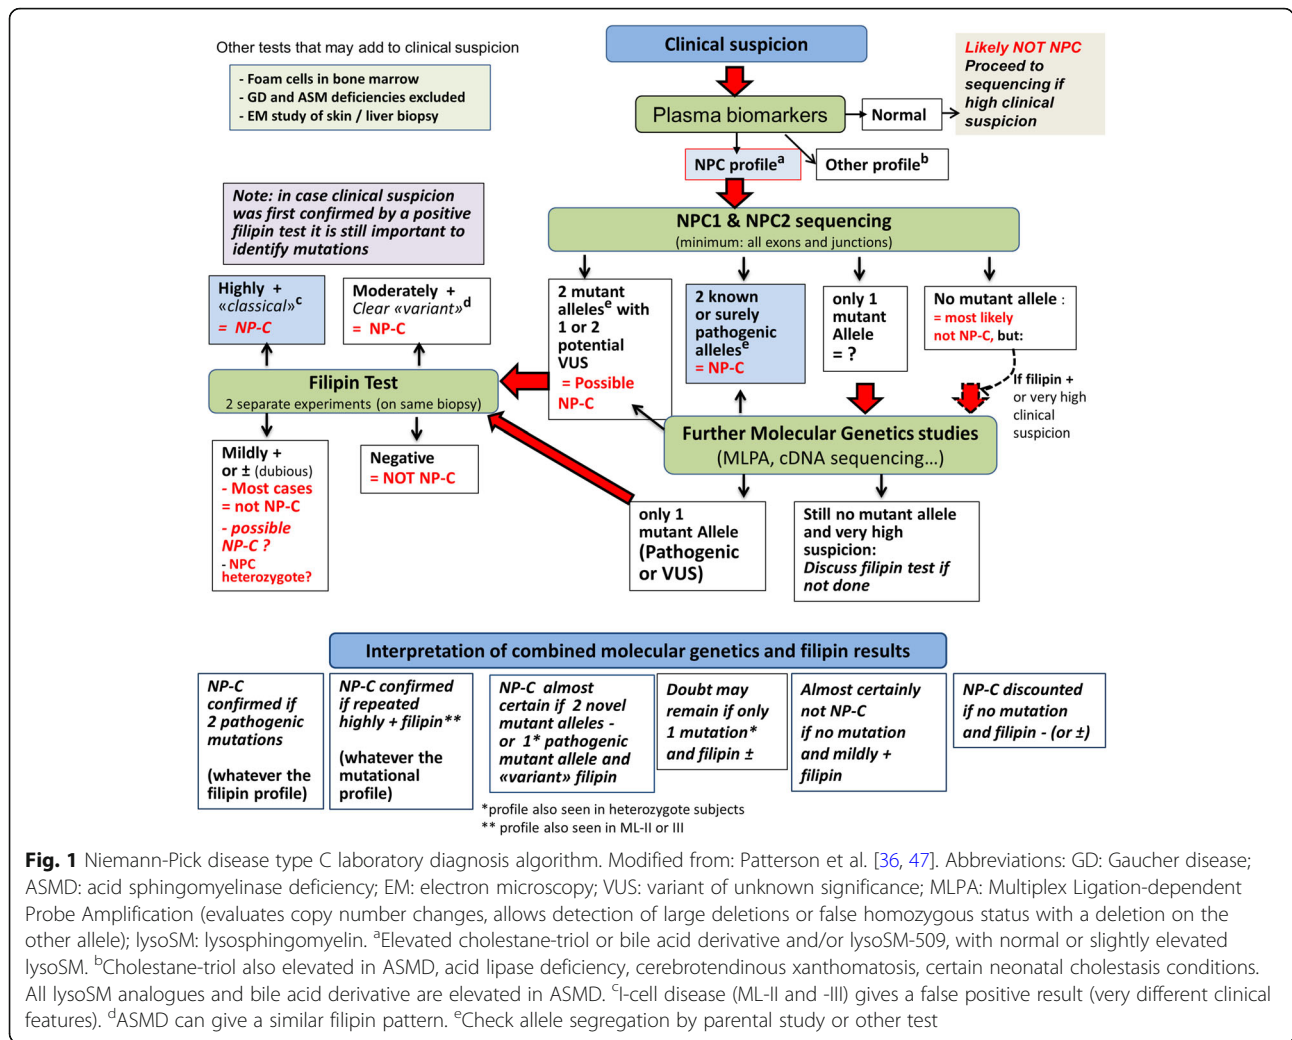 Other tests that may add to clinical suspicion
- Foam cells in bone marrow
- GD and ASM deficiencies excluded
- EM study of skin / liver biopsy
Clinical suspicion
Plasma biomarkers
Normal
Likely NOT NPC
Proceed to
sequencing if
high clinical
suspicion
NPC profileᵃ
Other profileᵇ
Note: in case clinical suspicion
was first confirmed by a positive
filipin test it is still important to
identify mutations
NPC1 & NPC2 sequencing
(minimum: all exons and junctions)
Highly +
«classical»ᶜ
= NP-C
Moderately +
Clear «variant»ᵈ
= NP-C
2 mutant
allelesᵉ with
1 or 2
potential
VUS
= Possible
NP-C
2 known
or surely
pathogenic
allelesᵉ
= NP-C
only 1
mutant
Allele
= ?
No mutant allele :
= most likely
not NP-C, but:
If filipin +
or very high
clinical
suspicion
Filipin Test
2 separate experiments (on same biopsy)
Further Molecular Genetics studies
(MLPA, cDNA sequencing...)
Mildly +
or ± (dubious)
- Most cases
= not NP-C
- possible
NP-C ?
- NPC
heterozygote?
Negative
= NOT NP-C
only 1
mutant Allele
(Pathogenic
or VUS)
Still no mutant allele
and very high
suspicion:
Discuss filipin test if
not done
Interpretation of combined molecular genetics and filipin results
NP-C
confirmed if
2 pathogenic
mutations
(whatever the
filipin profile)
NP-C confirmed
if repeated
highly + filipin**
(whatever the
mutational
profile)
NP-C almost
certain if 2 novel
mutant alleles -
or 1* pathogenic
mutant allele and
«variant» filipin
Doubt may
remain if only
1 mutation*
and filipin ±
Almost certainly
not NP-C
if no mutation
and mildly +
filipin
NP-C discounted
if no mutation
and filipin - (or ±)
*profile also seen in heterozygote subjects
** profile also seen in ML-II or III
Fig. 1 Niemann-Pick disease type C laboratory diagnosis algorithm. Modified from: Patterson et al. [36, 47]. Abbreviations: GD: Gaucher disease;
ASMD: acid sphingomyelinase deficiency; EM: electron microscopy; VUS: variant of unknown significance; MLPA: Multiplex Ligation-dependent
Probe Amplification (evaluates copy number changes, allows detection of large deletions or false homozygous status with a deletion on the
other allele); lysoSM: lysosphingomyelin. ᵃElevated cholestane-triol or bile acid derivative and/or lysoSM-509, with normal or slightly elevated
lysoSM. ᵇCholestane-triol also elevated in ASMD, acid lipase deficiency, cerebrotendinous xanthomatosis, certain neonatal cholestasis conditions.
All lysoSM analogues and bile acid derivative are elevated in ASMD. ᶜI-cell disease (ML-II and -III) gives a false positive result (very different clinical
features). ᵈASMD can give a similar filipin pattern. ᵉCheck allele segregation by parental study or other test